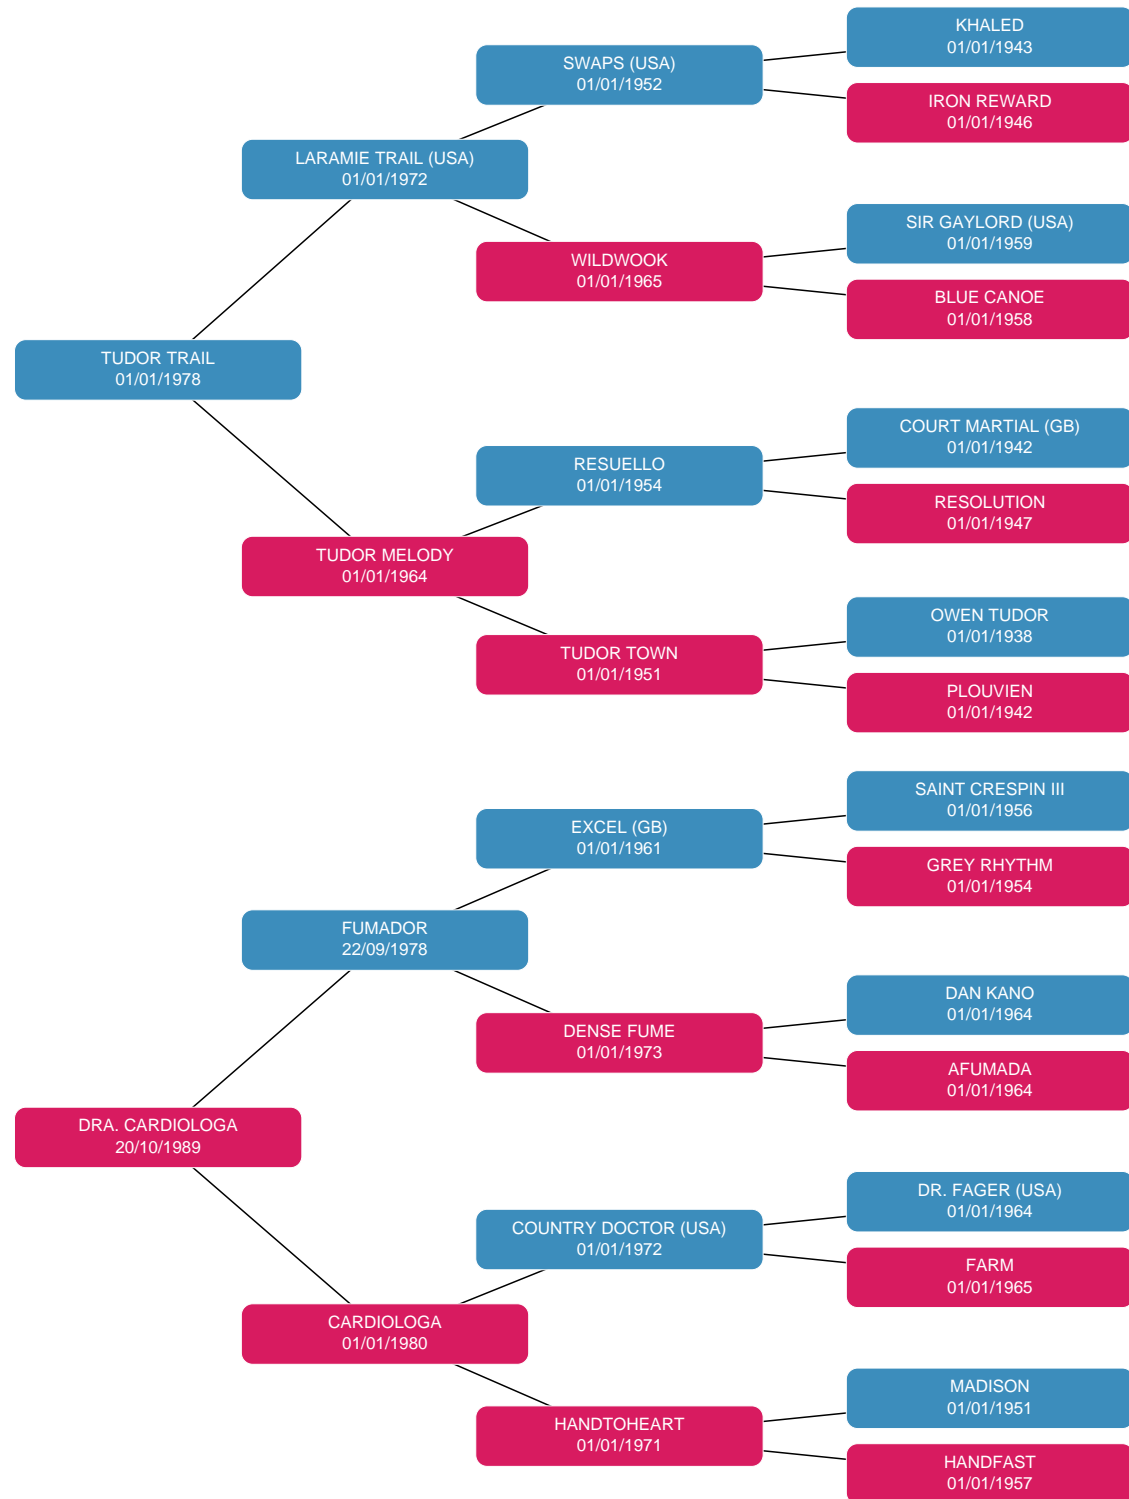 KHALED
01/01/1943
SWAPS (USA)
01/01/1952
IRON REWARD
01/01/1946
LARAMIE TRAIL (USA)
01/01/1972
SIR GAYLORD (USA)
01/01/1959
WILDWOOK
01/01/1965
BLUE CANOE
01/01/1958
TUDOR TRAIL
01/01/1978
COURT MARTIAL (GB)
01/01/1942
RESUELLO
01/01/1954
RESOLUTION
01/01/1947
TUDOR MELODY
01/01/1964
OWEN TUDOR
01/01/1938
TUDOR TOWN
01/01/1951
PLOUVIEN
01/01/1942
SAINT CRESPIN III
01/01/1956
EXCEL (GB)
01/01/1961
GREY RHYTHM
01/01/1954
FUMADOR
22/09/1978
DAN KANO
01/01/1964
DENSE FUME
01/01/1973
AFUMADA
01/01/1964
DRA. CARDIOLOGA
20/10/1989
DR. FAGER (USA)
01/01/1964
COUNTRY DOCTOR (USA)
01/01/1972
FARM
01/01/1965
CARDIOLOGA
01/01/1980
MADISON
01/01/1951
HANDTOHEART
01/01/1971
HANDFAST
01/01/1957